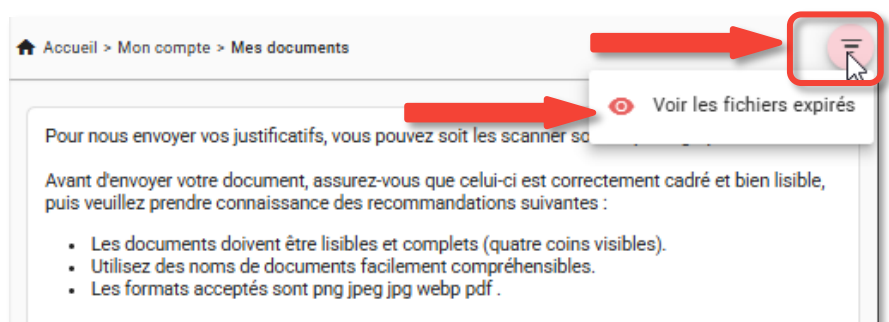 Accueil > Mon compte > Mes documents
Voir les fichiers expirés
Pour nous envoyer vos justificatifs, vous pouvez soit les scanner
Avant d'envoyer votre document, assurez-vous que celui-ci est correctement cadré et bien lisible,
puis veuillez prendre connaissance des recommandations suivantes :
• Les documents doivent être lisibles et complets (quatre coins visibles).
• Utilisez des noms de documents facilement compréhensibles.
• Les formats acceptés sont png jpeg jpg webp pdf .